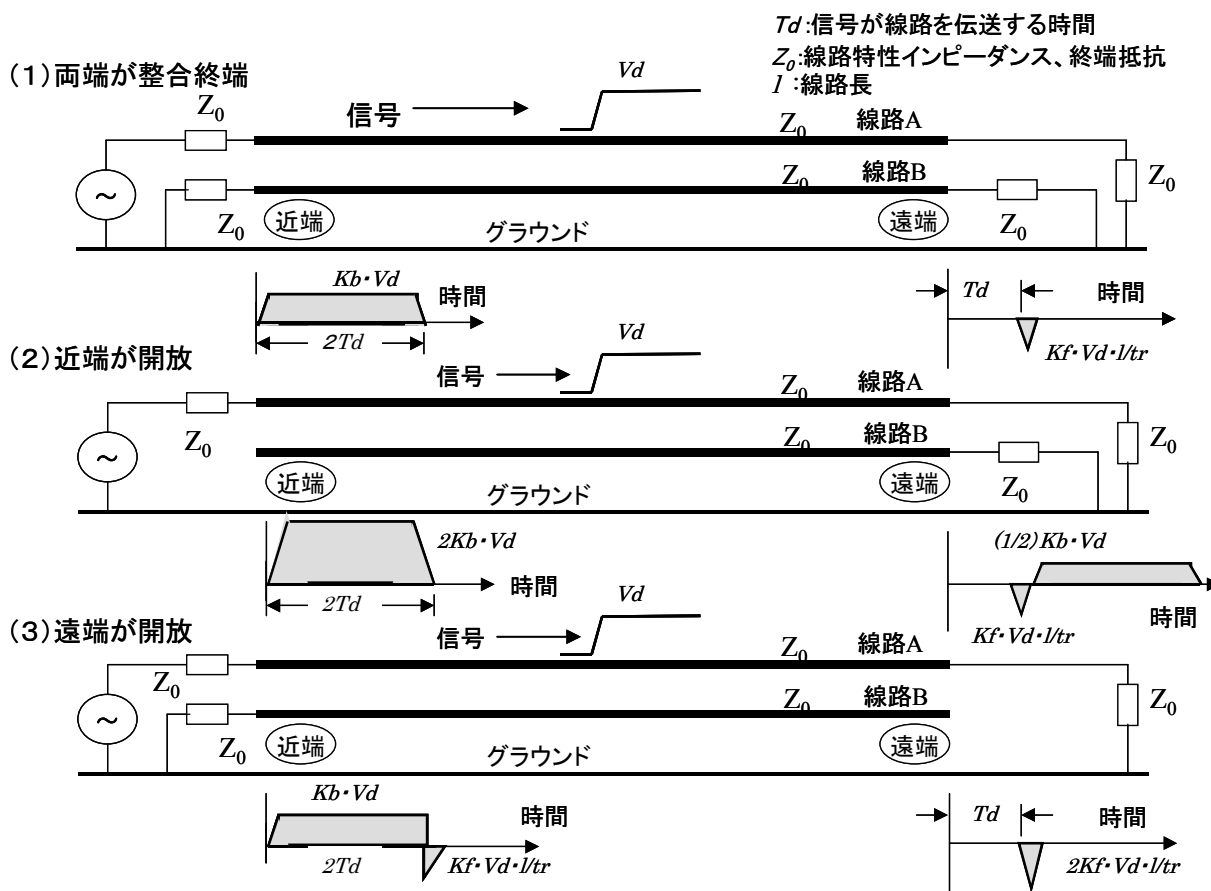 Td:信号が線路を伝送する時間
Z0:線路特性インピーダンス、終端抵抗
l:線路長
(1)両端が整合終端
Vd
信号
Z0
Z0
線路A
Z0
線路B
Z0
Z0
近端
遠端
Z0
グラウンド
Kb・Vd
時間
2Td
Td
時間
Kf・Vd・l/tr
(2)近端が開放
Vd
信号
Z0
線路A
Z0
Z0
線路B
Z0
近端
遠端
Z0
グラウンド
2Kb・Vd
時間
2Td
(1/2)Kb・Vd
時間
Kf・Vd・l/tr
(3)遠端が開放
Vd
信号
Z0
線路A
Z0
Z0
線路B
Z0
Z0
近端
遠端
グラウンド
Kb・Vd
時間
2Td
Kf・Vd・l/tr
Td
時間
2Kf・Vd・l/tr